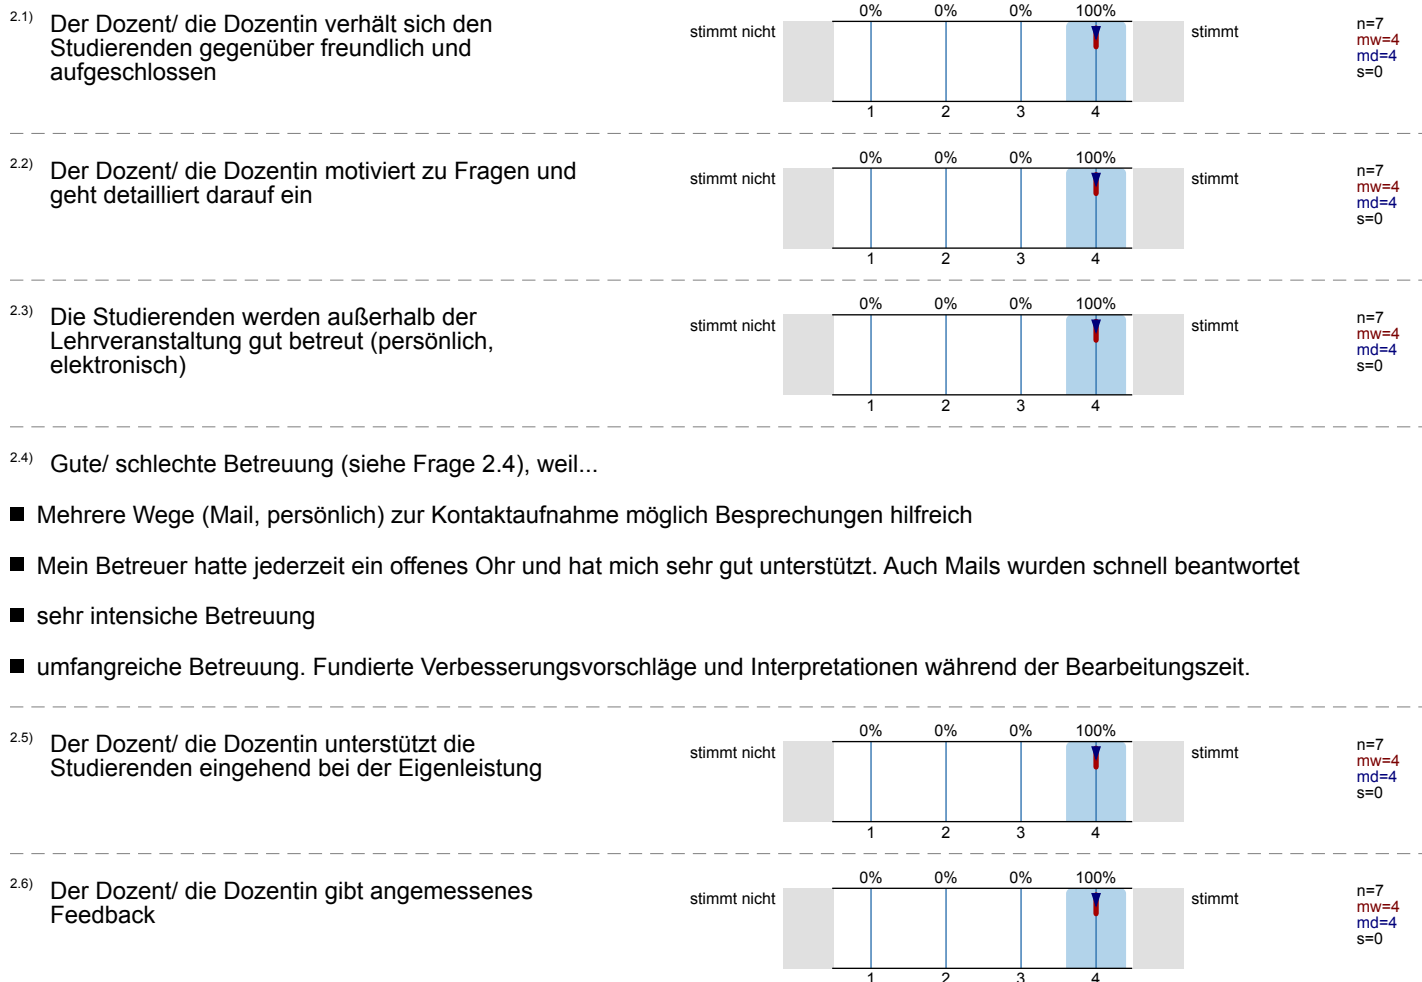 2.1) Der Dozent/ die Dozentin verhält sich den
Studierenden gegenüber freundlich und
aufgeschlossen
stimmt nicht
0% 0% 0% 100%
stimmt
1 2 3 4
n=7
mw=4
md=4
s=0
2.2) Der Dozent/ die Dozentin motiviert zu Fragen und
geht detailliert darauf ein
stimmt nicht
0% 0% 0% 100%
stimmt
1 2 3 4
n=7
mw=4
md=4
s=0
2.3) Die Studierenden werden außerhalb der
Lehrveranstaltung gut betreut (persönlich,
elektronisch)
stimmt nicht
0% 0% 0% 100%
stimmt
1 2 3 4
n=7
mw=4
md=4
s=0
2.4) Gute/ schlechte Betreuung (siehe Frage 2.4), weil...
Mehrere Wege (Mail, persönlich) zur Kontaktaufnahme möglich Besprechungen hilfreich
Mein Betreuer hatte jederzeit ein offenes Ohr und hat mich sehr gut unterstützt. Auch Mails wurden schnell beantwortet
sehr intensiche Betreuung
umfangreiche Betreuung. Fundierte Verbesserungsvorschläge und Interpretationen während der Bearbeitungszeit.
2.5) Der Dozent/ die Dozentin unterstützt die
Studierenden eingehend bei der Eigenleistung
stimmt nicht
0% 0% 0% 100%
stimmt
1 2 3 4
n=7
mw=4
md=4
s=0
2.6) Der Dozent/ die Dozentin gibt angemessenes
Feedback
stimmt nicht
0% 0% 0% 100%
stimmt
1 2 3 4
n=7
mw=4
md=4
s=0